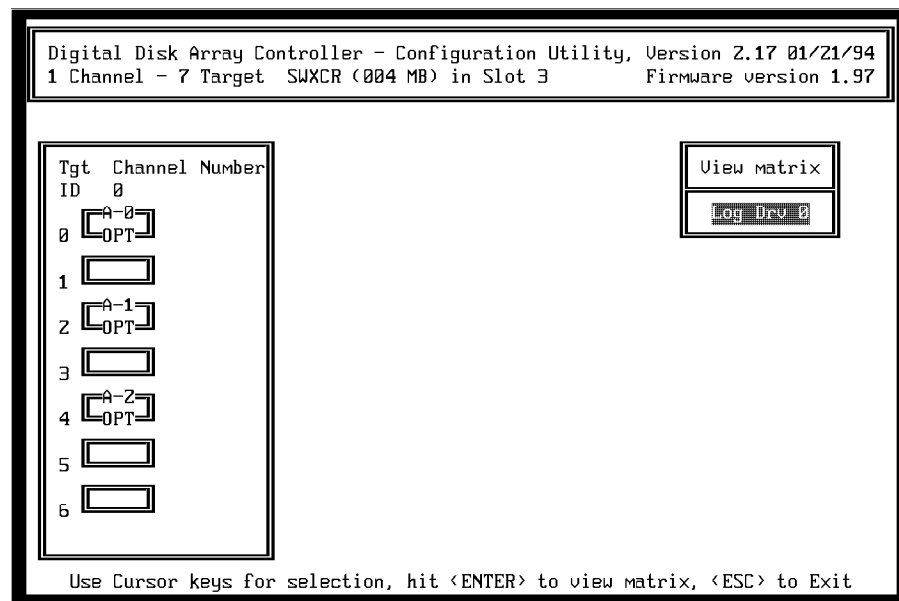 Digital Disk Array Controller - Configuration Utility, Version 2.17 01/21/94
1 Channel - 7 Target SWXCR (004 MB) in Slot 3 Firmware version 1.97
Tgt Channel Number
ID 0
A-0
0 OPT
1
A-1
2 OPT
3
A-2
4 OPT
5
6
View matrix
Log Drv 0
Use Cursor keys for selection, hit <ENTER> to view matrix, <ESC> to Exit